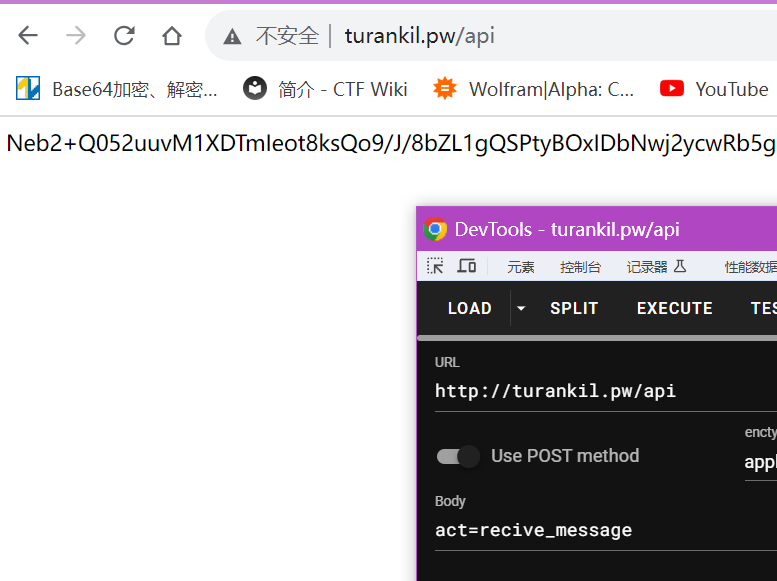 不安全 turankil.pw/api
Base64加密、解密... 简介 - CTF Wiki Wolfram|Alpha: C... YouTube
Neb2+Q052uuvM1XDTmIeot8ksQo9/J/8bZL1gQSPtyBOxIDbNwj2ycwRb5g
DevTools - turankil.pw/api
元素 控制台 记录器 性能数据
LOAD SPLIT EXECUTE TES
URL
http://turankil.pw/api
encty
Use POST method
appl
Body
act=recive_message